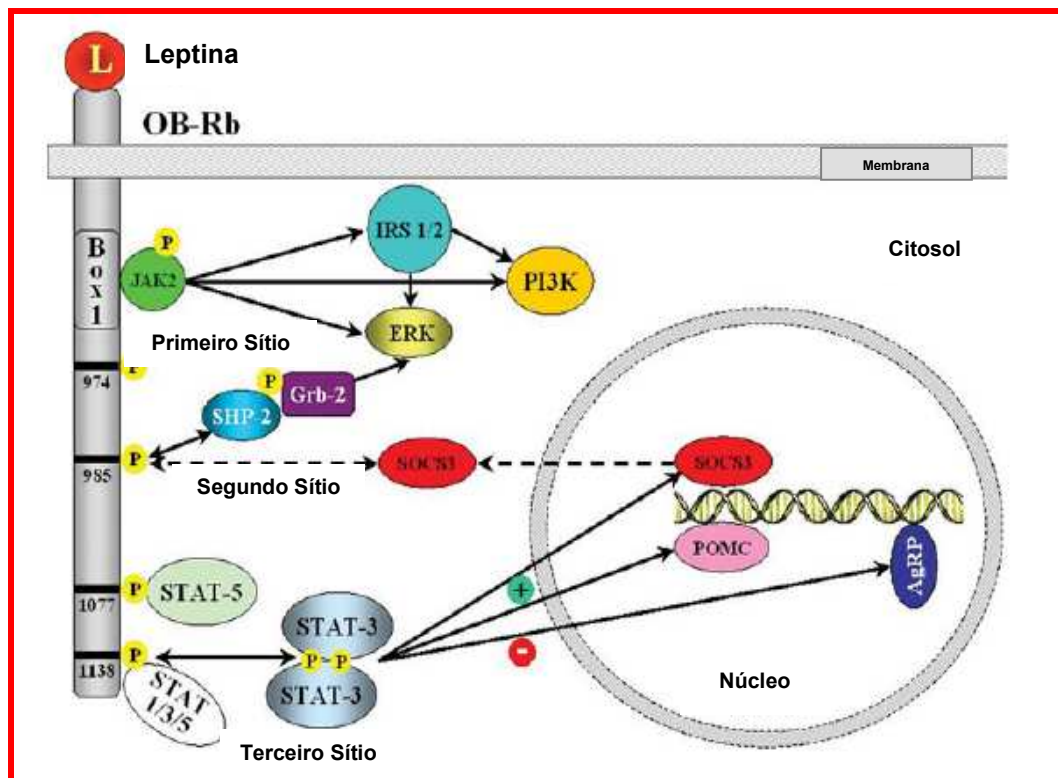 L
Leptina
OB-Rb
Membrana
Citosol
Box1
P
JAK2
IRS 1/2
PI3K
ERK
Primeiro Sítio
974
P
P
Grb-2
SHP-2
985
P
SOCS3
SOCS3
Segundo Sítio
POMC
AgRP
1077
P
STAT-5
+
-
1138
P
STAT
1/3/5
STAT-3
P
P
STAT-3
Núcleo
Terceiro Sítio